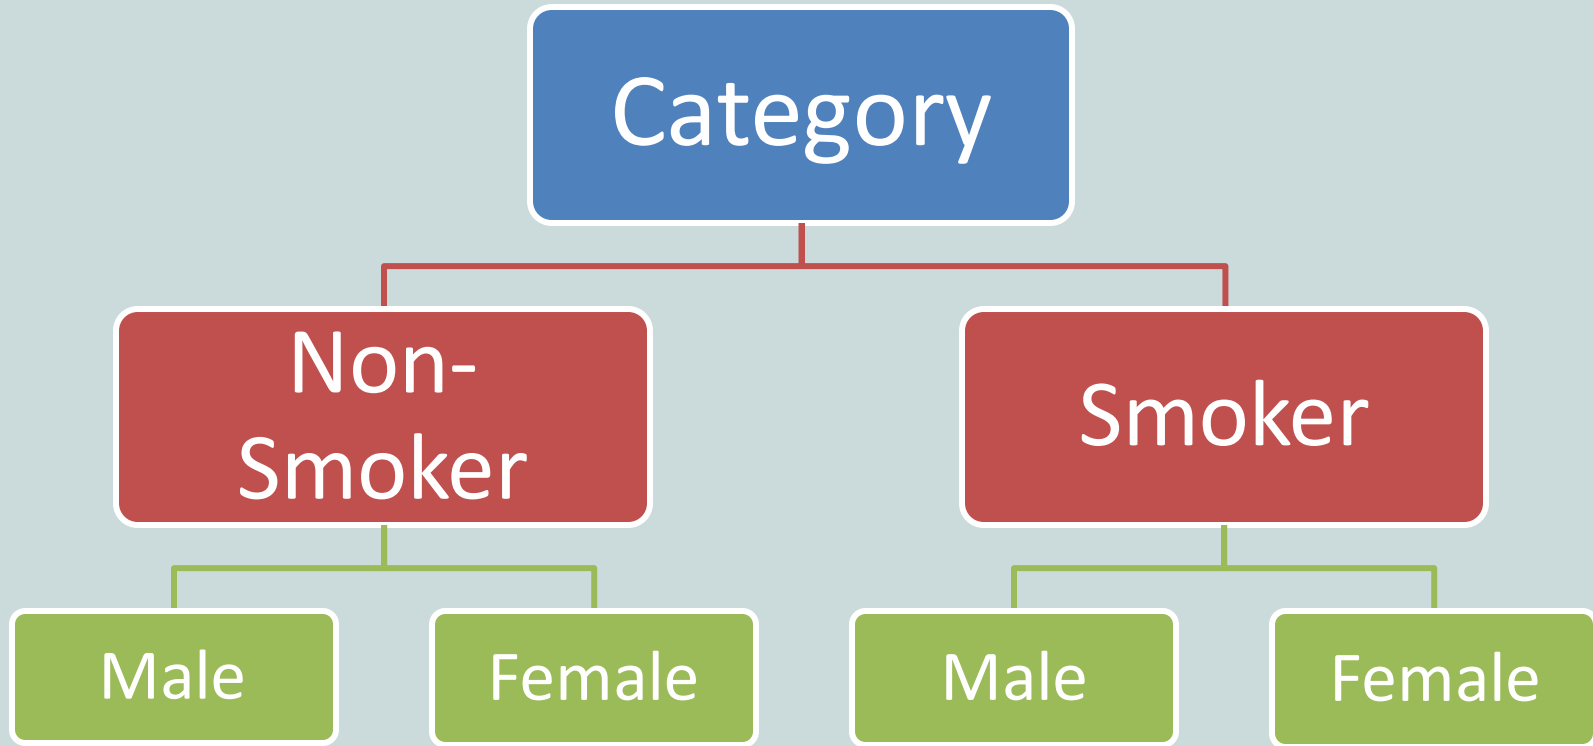 Category
Non-
Smoker
Smoker
Male
Female
Male
Female